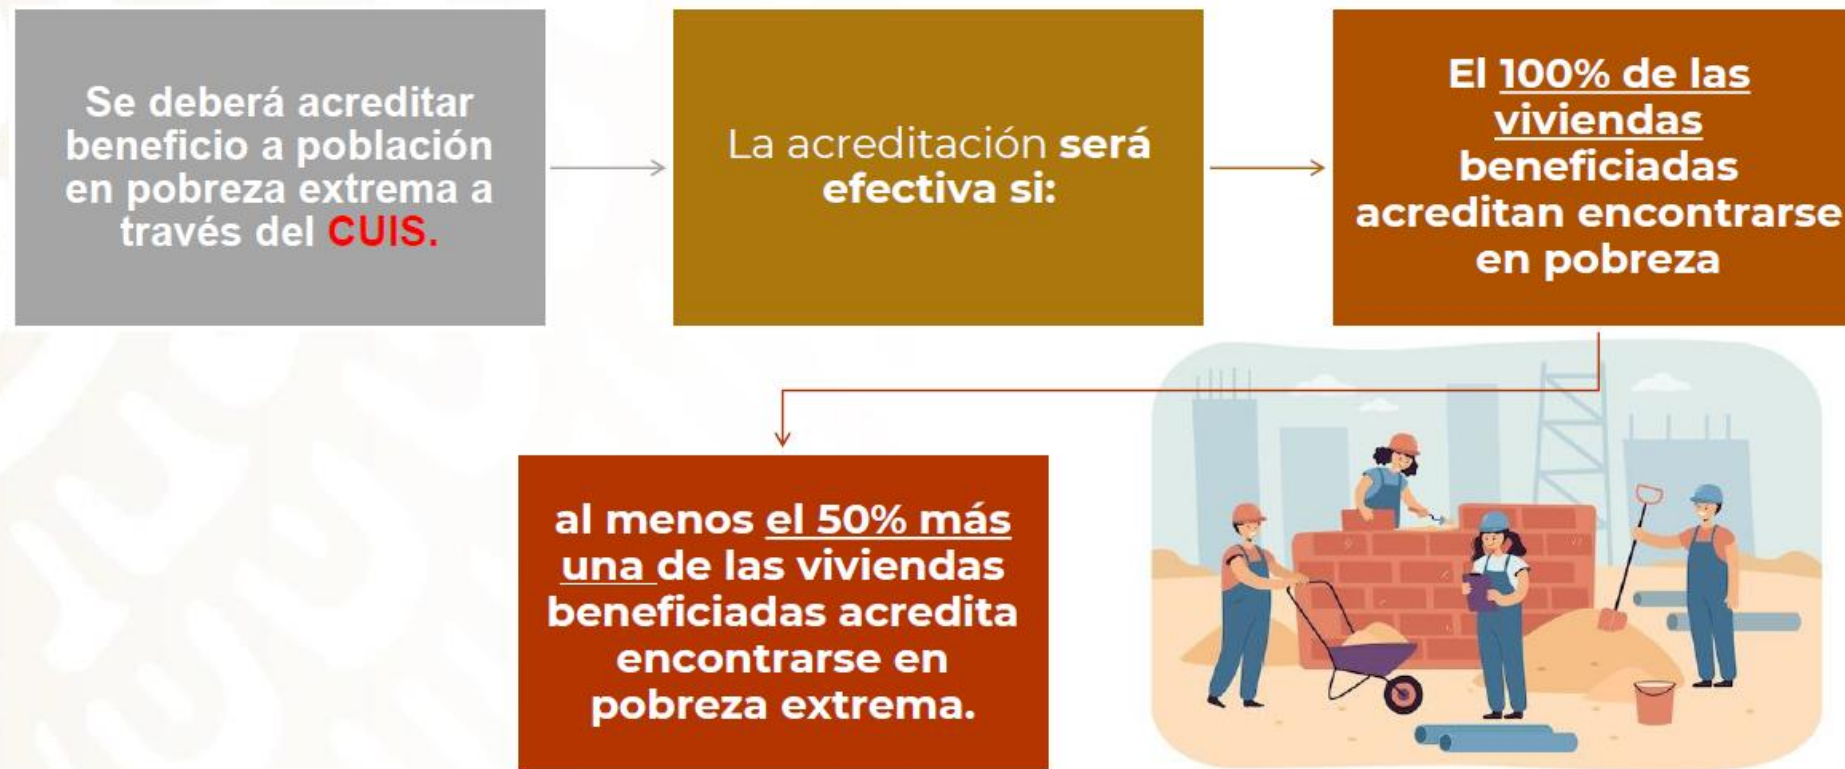 Se deberá acreditar
beneficio a población
en pobreza extrema a
través del CUIS.
La acreditación será
efectiva si:
El 100% de las
viviendas
beneficiadas
acreditan encontrarse
en pobreza
al menos el 50% más
una de las viviendas
beneficiadas acredita
encontrarse en
pobreza extrema.